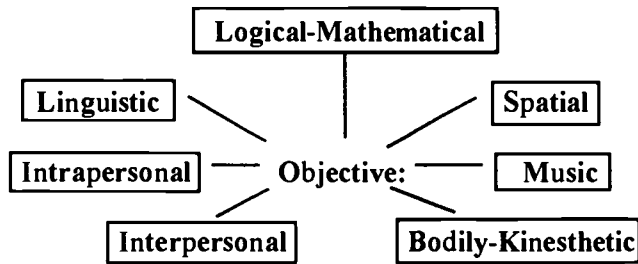 Logical-Mathematical
Linguistic
Spatial
Intrapersonal
Objective:
Music
Interpersonal
Bodily-Kinesthetic